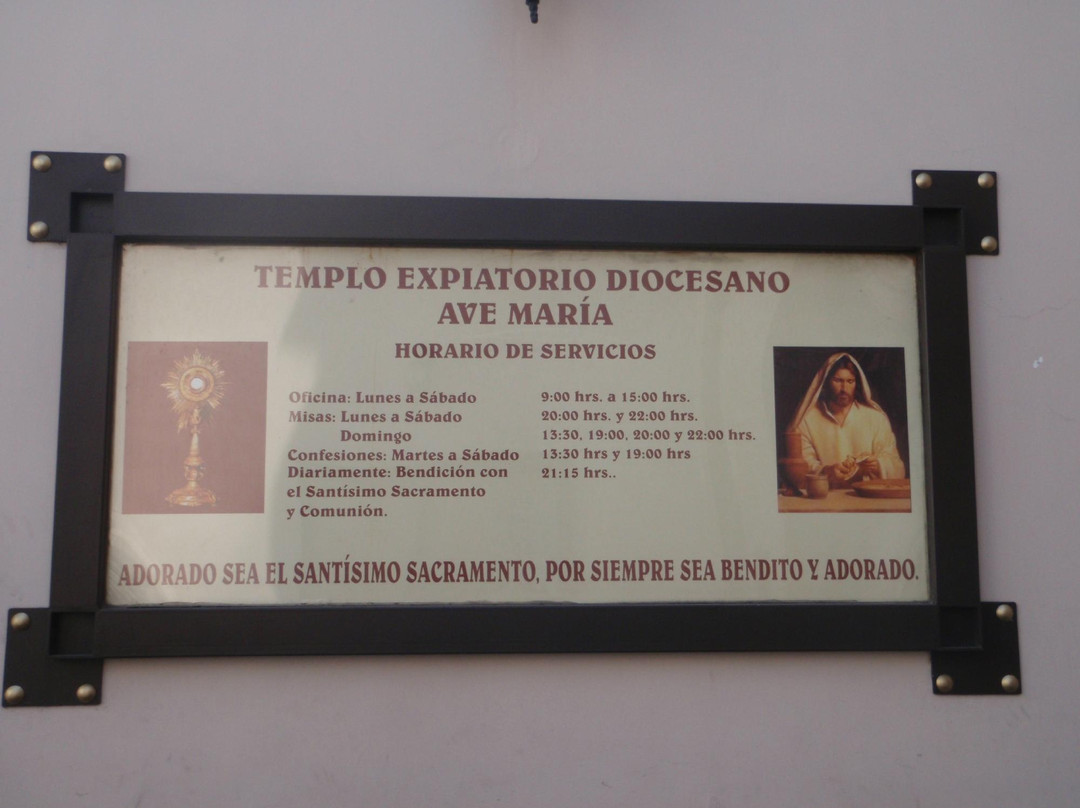 TEMPLO EXPIATORIO DIOCESANO
AVE MARÍA
HORARIO DE SERVICIOS
Oficina: Lunes a Sábado 9:00 hrs. a 15:00 hrs.
Misas: Lunes a Sábado 20:00 hrs. y 22:00 hrs.
Domingo 13:30, 19:00, 20:00 y 22:00 hrs.
Confesiones: Martes a Sábado 13:30 hrs y 19:00 hrs
Diariamente: Bendición con 21:15 hrs..
el Santísimo Sacramento
y Comunión.
ADORADO SEA EL SANTÍSIMO SACRAMENTO, POR SIEMPRE SEA BENDITO Y ADORADO.